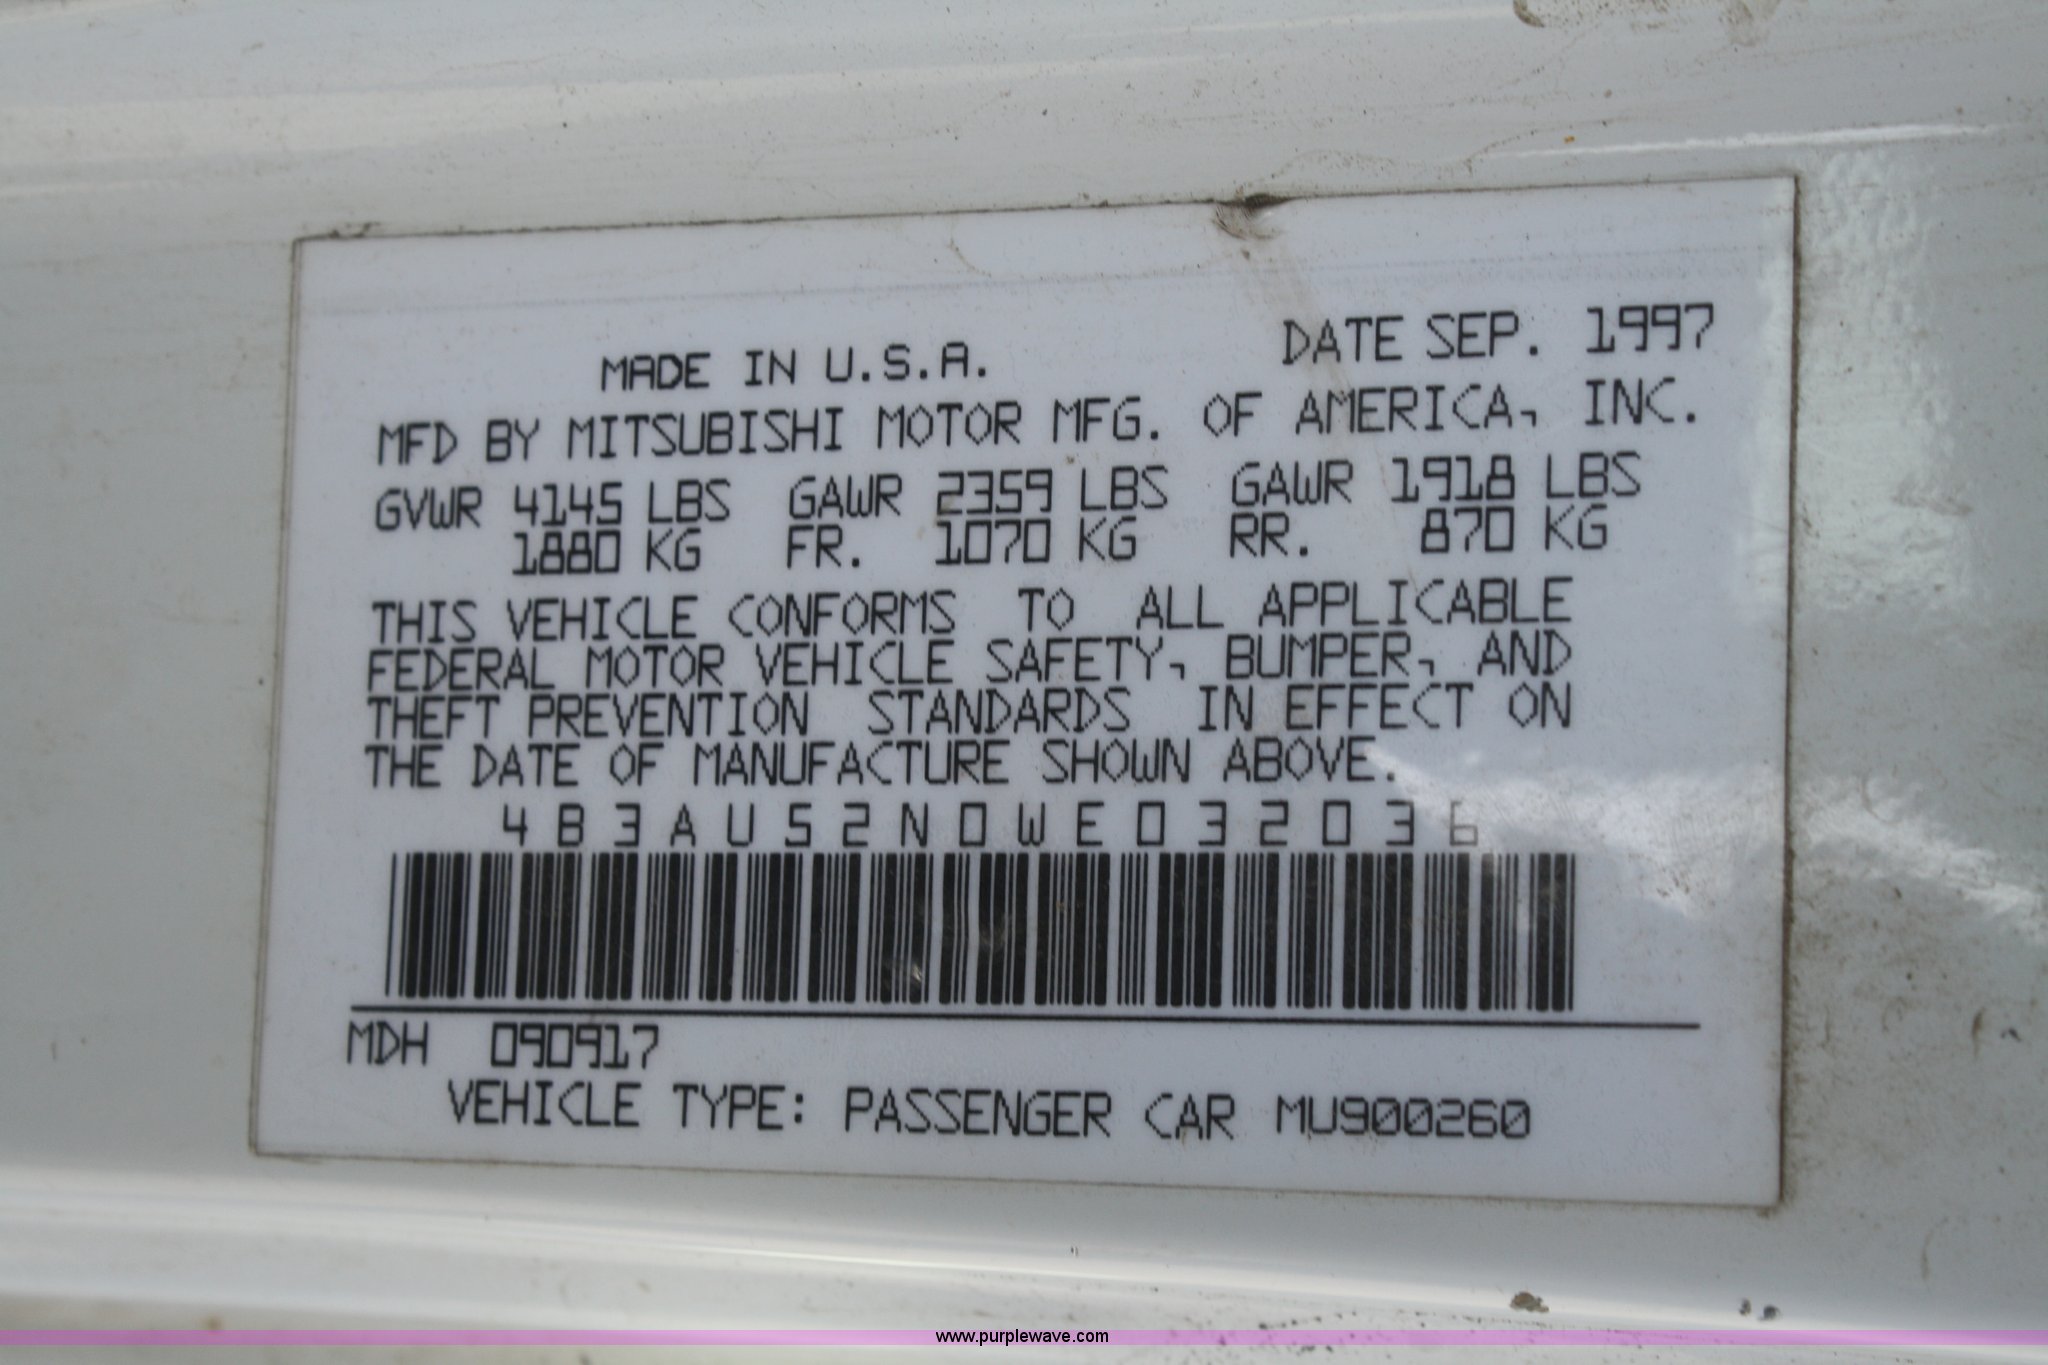 MADE IN U.S.A. DATE SEP. 1997
MFD BY MITSUBISHI MOTOR MFG. OF AMERICA, INC.
GVWR 4145 LBS GAWR 2359 LBS GAWR 1918 LBS
1880 KG FR. 1070 KG RR. 870 KG
THIS VEHICLE CONFORMS TO ALL APPLICABLE
FEDERAL MOTOR VEHICLE SAFETY, BUMPER, AND
THEFT PREVENTION STANDARDS IN EFFECT ON
THE DATE OF MANUFACTURE SHOWN ABOVE.
4B3AU52N0WE032036
MDH 090917
VEHICLE TYPE: PASSENGER CAR MU900260
www.purplewave.com